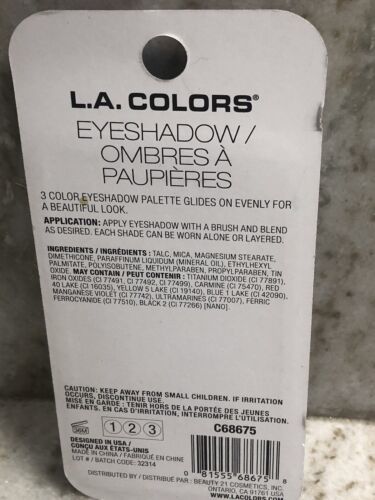 L.A. COLORS®
EYESHADOW /
OMBRES À
PAUPIÈRES
3 COLOR EYESHADOW PALETTE GLIDES ON EVENLY FOR
A BEAUTIFUL LOOK.
APPLICATION: APPLY EYESHADOW WITH A BRUSH AND BLEND
AS DESIRED. EACH SHADE CAN BE WORN ALONE OR LAYERED.
INGREDIENTS / INGRÉDIENTS: TALC, MICA, MAGNESIUM STEARATE,
DIMETHICONE, PARAFFINUM LIQUIDUM (MINERAL OIL), ETHYLHEXYL
PALMITATE, POLYISOBUTENE, METHYLPARABEN, PROPYLPARABEN, TIN
OXIDE. MAY CONTAIN / PEUT CONTENIR: TITANIUM DIOXIDE (CI 77891),
IRON OXIDES (CI 77491, CI 77492, CI 77499), CARMINE (CI 75470), RED
40 LAKE (CI 16035), YELLOW 5 LAKE (CI 19140), BLUE 1 LAKE (CI 42090),
MANGANESE VIOLET (CI 77742), ULTRAMARINES (CI 77007), FERRIC
FERROCYANIDE (CI 77510), BLACK 2 (CI 77266) [NANO].
CAUTION: KEEP AWAY FROM SMALL CHILDREN. IF IRRITATION
OCCURS, DISCONTINUE USE.
MISE EN GARDE: TENIR HORS DE LA PORTÉE DES JEUNES
ENFANTS. EN CAS D'IRRITATION, INTERROMPRE L'UTILISATION.
36M 1 2 3 C68675
DESIGNED IN USA /
CONÇU AUX ÉTATS-UNIS
MADE IN CHINA / FABRIQUÉ EN CHINE
LOT # / BATCH CODE: 32314
0 81555 68675 8
DISTRIBUTED BY / DISTRIBUÉ PAR: BEAUTY 21 COSMETICS, INC.
ONTARIO, CA 91761 USA
WWW.LACOLORS.COM